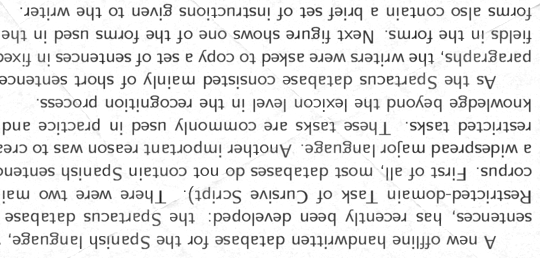 A new offline handwritten database for the Spanish language,
sentences, has recently been developed: the Spartacus database
Restricted-domain Task of Cursive Script). There were two mai
corpus. First of all, most databases do not contain Spanish sentenc
a widespread major language. Another important reason was to crea
restricted tasks. These tasks are commonly used in practice and
knowledge beyond the lexicon level in the recognition process.
As the Spartacus database consisted mainly of short sentence
paragraphs, the writers were asked to copy a set of sentences in fixed
fields in the forms. Next figure shows one of the forms used in the
forms also contain a brief set of instructions given to the writer.